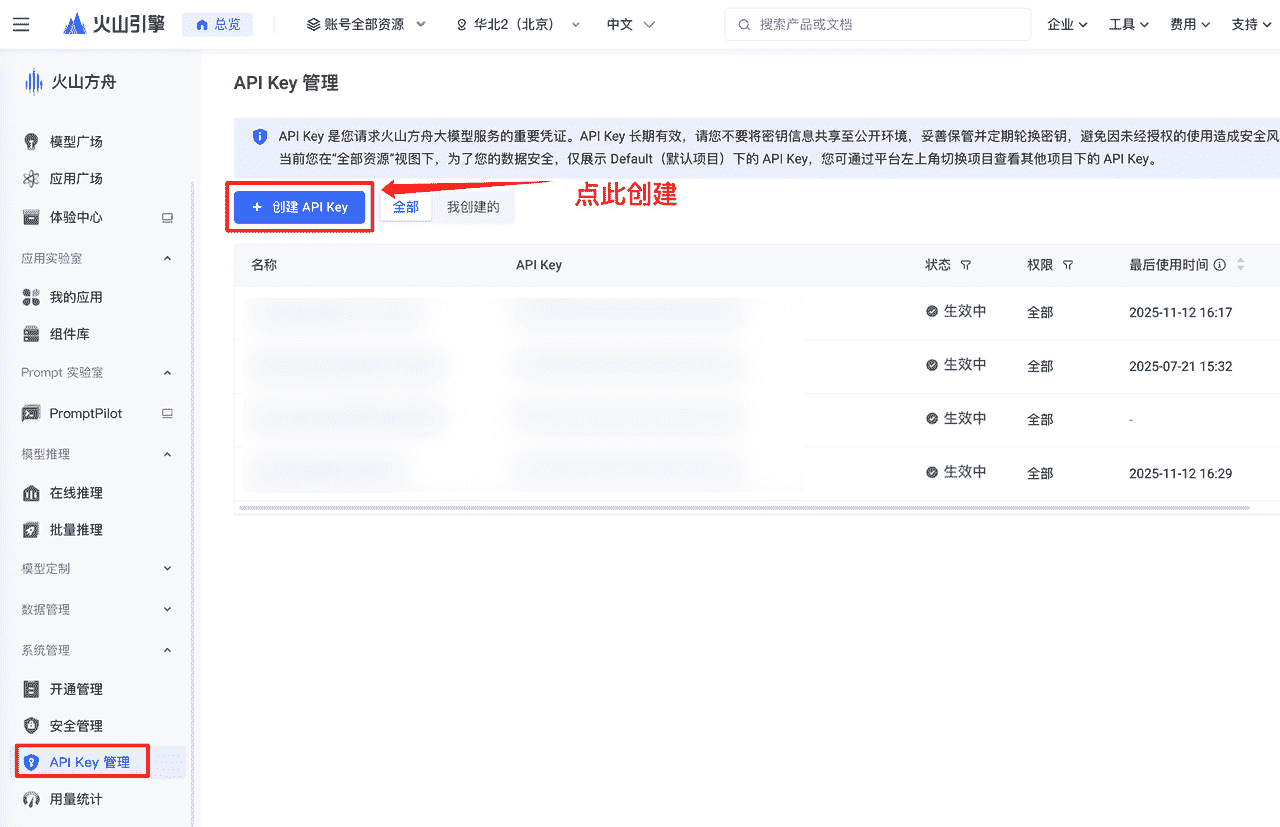 火山引擎 总览 账号全部资源 华北2（北京） 中文 搜索产品或文档 企业 工具 费用 支持
火山方舟
模型广场
应用广场
体验中心
应用实验室
我的应用
组件库
Prompt 实验室
PromptPilot
模型推理
在线推理
批量推理
模型定制
数据管理
系统管理
开通管理
安全管理
API Key 管理
用量统计
API Key 管理
API Key 是您请求火山方舟大模型服务的重要凭证。API Key 长期有效，请您不要将密钥信息共享至公开环境，妥善保管并定期轮换密钥，避免因未经授权的使用造成安全风
当前您在“全部资源”视图下，为了您的数据安全，仅展示 Default（默认项目）下的 API Key，您可通过平台左上角切换项目查看其他项目下的 API Key。
+ 创建 API Key 全部 我创建的 点此创建
名称 API Key 状态 权限 最后使用时间
生效中 全部 2025-11-12 16:17
生效中 全部 2025-07-21 15:32
生效中 全部 -
生效中 全部 2025-11-12 16:29